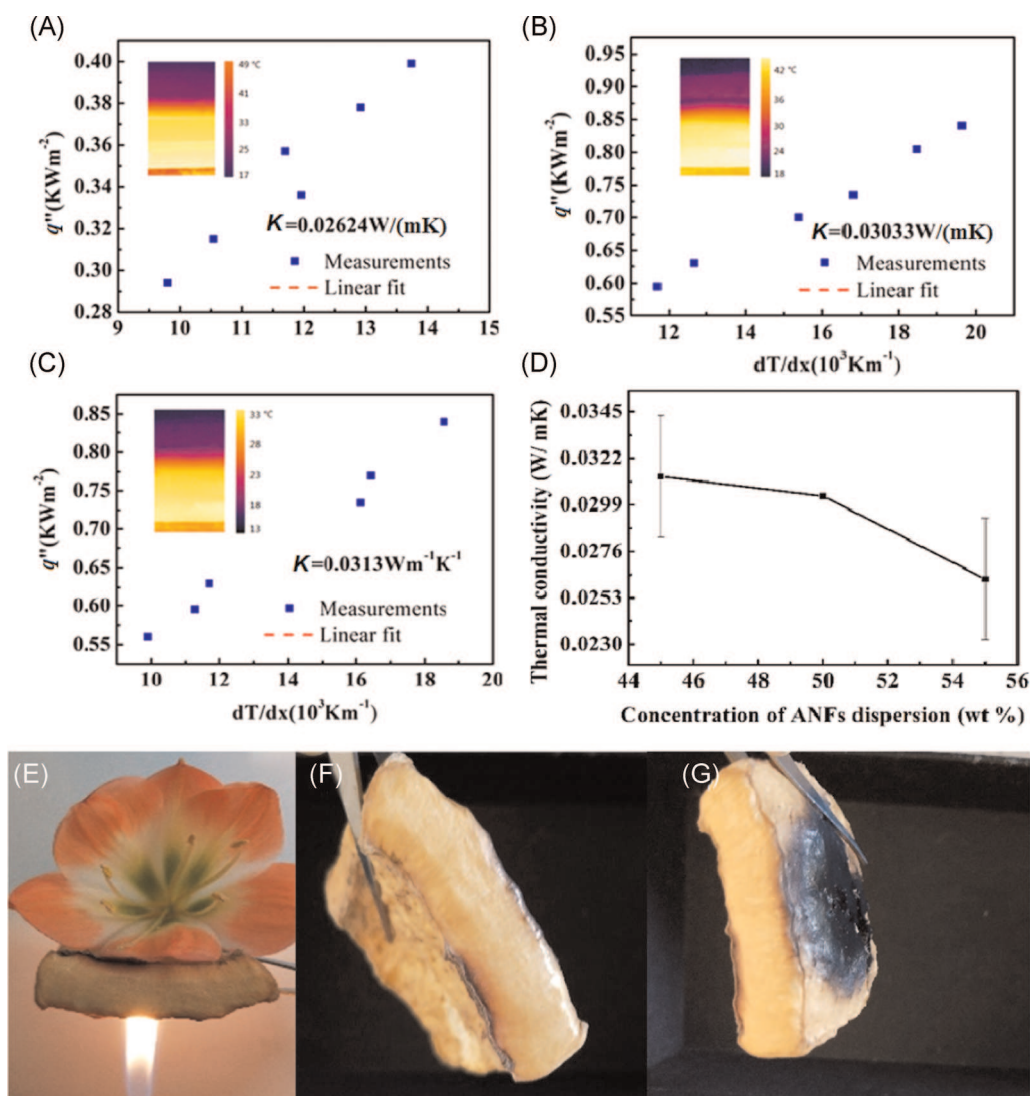 (A)
0.40
0.38
0.36
0.34
0.32
0.30
0.28
q''(KWm-2)
49 °C
41
33
25
17
K=0.02624W/(mK)
Measurements
Linear fit
9 10 11 12 13 14 15
(B)
0.95
0.90
0.85
0.80
0.75
0.70
0.65
0.60
0.55
q''(KWm-2)
42 °C
36
30
24
18
K=0.03033W/(mK)
Measurements
Linear fit
12 14 16 18 20
dT/dx(10³Km⁻¹)
(C)
0.85
0.80
0.75
0.70
0.65
0.60
0.55
q''(KWm-2)
33 °C
28
23
18
13
K=0.0313Wm⁻¹K⁻¹
Measurements
Linear fit
10 12 14 16 18 20
dT/dx(10³Km⁻¹)
(D)
0.0345
0.0322
0.0299
0.0276
0.0253
0.0230
Thermal conductivity (W/ mK)
44 46 48 50 52 54 56
Concentration of ANFs dispersion (wt %)
(E)
(F)
(G)